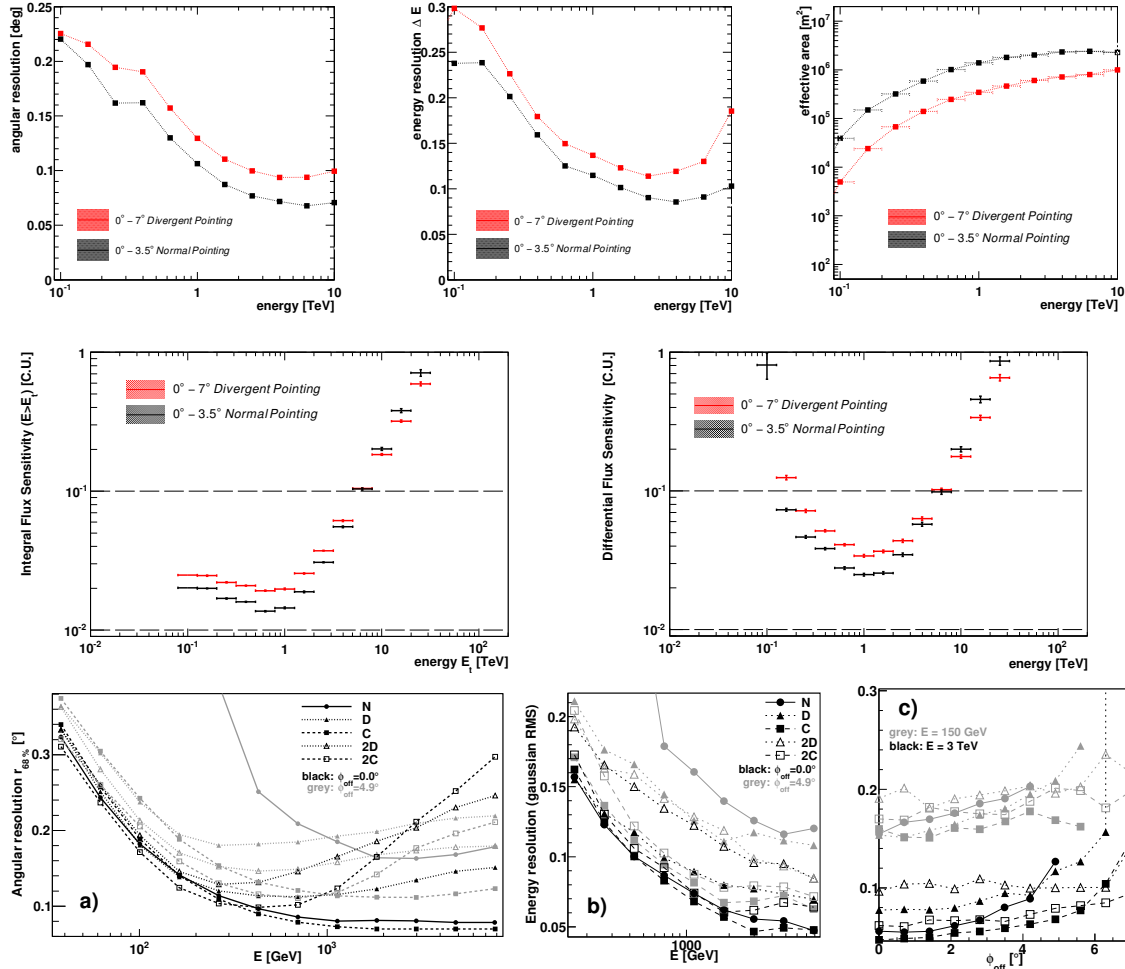 angular resolution [deg]
0.25
0.2
0.15
0.1
0.05
0
0° − 7° Divergent Pointing
0° − 3.5° Normal Pointing
10⁻¹ 1 10
energy [TeV]
energy resolution Δ E
0.3
0.25
0.2
0.15
0.1
0.05
0
0° − 7° Divergent Pointing
0° − 3.5° Normal Pointing
10⁻¹ 1 10
energy [TeV]
effective area [m²]
10⁷
10⁶
10⁵
10⁴
10³
10²
0° − 7° Divergent Pointing
0° − 3.5° Normal Pointing
10⁻¹ 1 10
energy [TeV]
Integral Flux Sensitivity (E>Eₜ) [C.U.]
1
10⁻¹
10⁻²
0° − 7° Divergent Pointing
0° − 3.5° Normal Pointing
10⁻² 10⁻¹ 1 10 10²
energy Eₜ [TeV]
Differential Flux Sensitivity [C.U.]
1
10⁻¹
10⁻²
0° − 7° Divergent Pointing
0° − 3.5° Normal Pointing
10⁻² 10⁻¹ 1 10 10²
energy [TeV]
Angular resolution r68% [°]
0.3
0.2
0.1
N
D
C
2D
2C
black: ϕoff=0.0°
grey: ϕoff=4.9°
a)
10² 10³
E [GeV]
Energy resolution (gaussian RMS)
0.2
0.15
0.1
0.05
N
D
C
2D
2C
black: ϕoff=0.0°
grey: ϕoff=4.9°
b)
1000
E [GeV]
c)
grey: E = 150 GeV
black: E = 3 TeV
0.3
0.2
0.1
0
0 2 4 6
ϕoff [°]